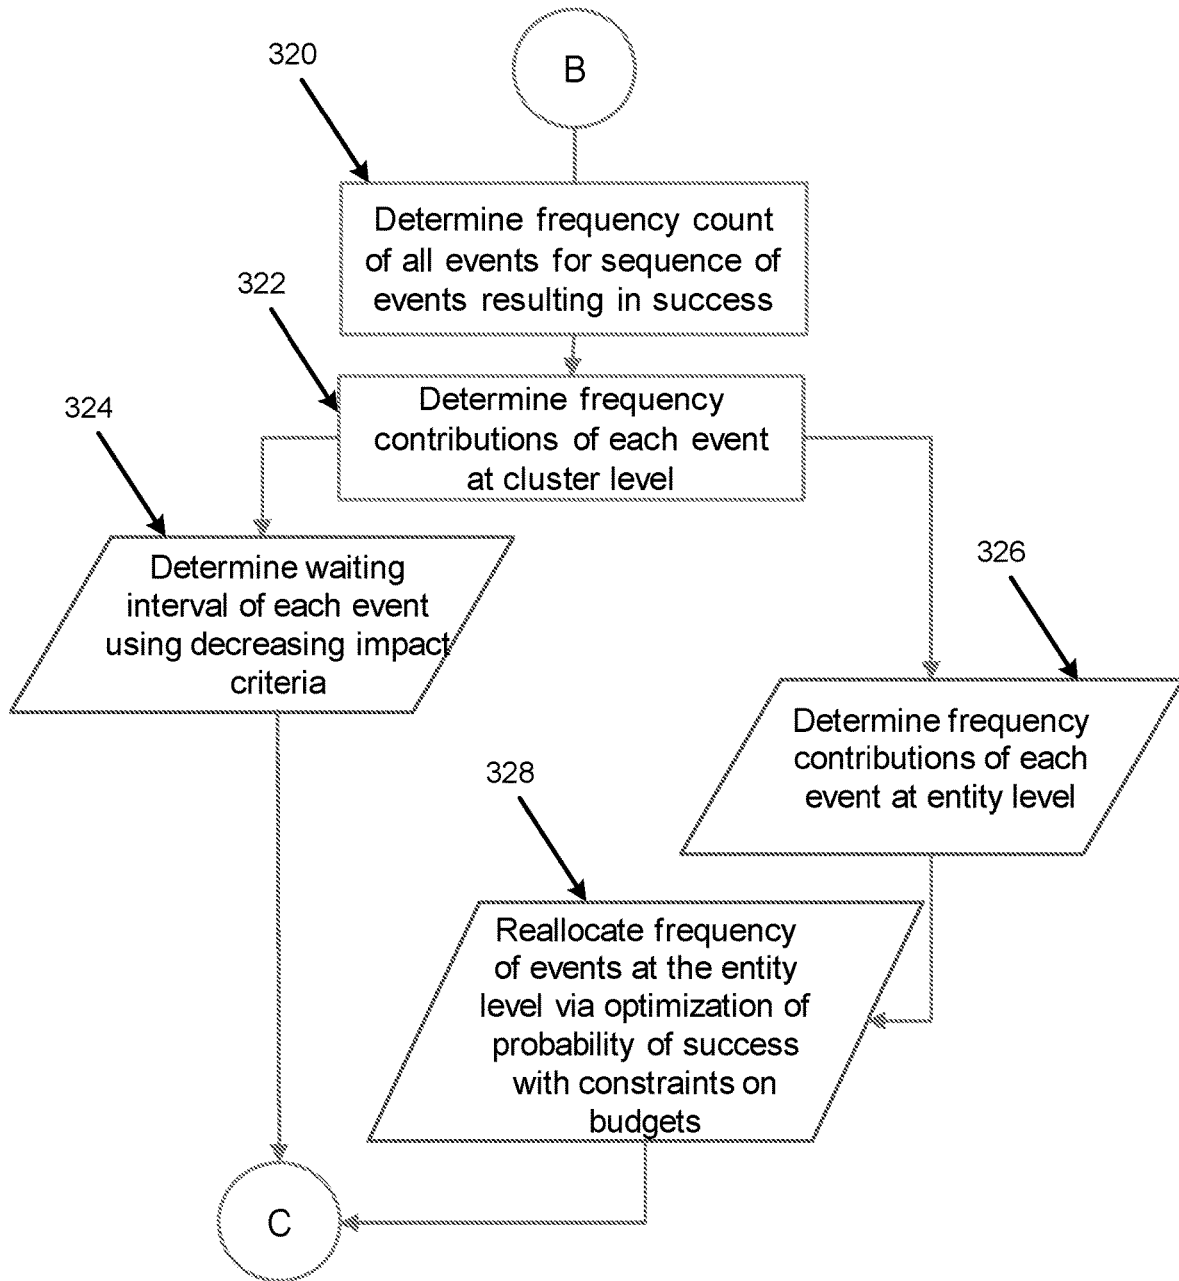 B
320
Determine frequency count
of all events for sequence of
events resulting in success
322
Determine frequency
contributions of each event
at cluster level
324
Determine waiting
interval of each event
using decreasing impact
criteria
326
Determine frequency
contributions of each
event at entity level
328
Reallocate frequency
of events at the entity
level via optimization of
probability of success
with constraints on
budgets
C